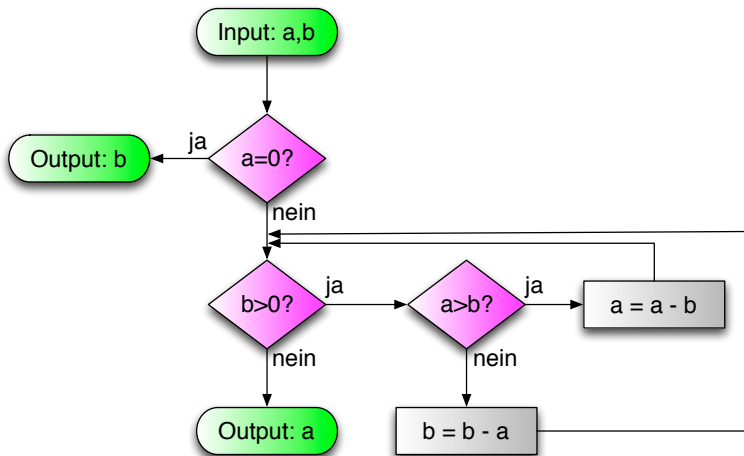 Input: a,b
ja
Output: b
a=0?
nein
b>0?
ja
a>b?
ja
a = a - b
nein
nein
Output: a
b = b - a